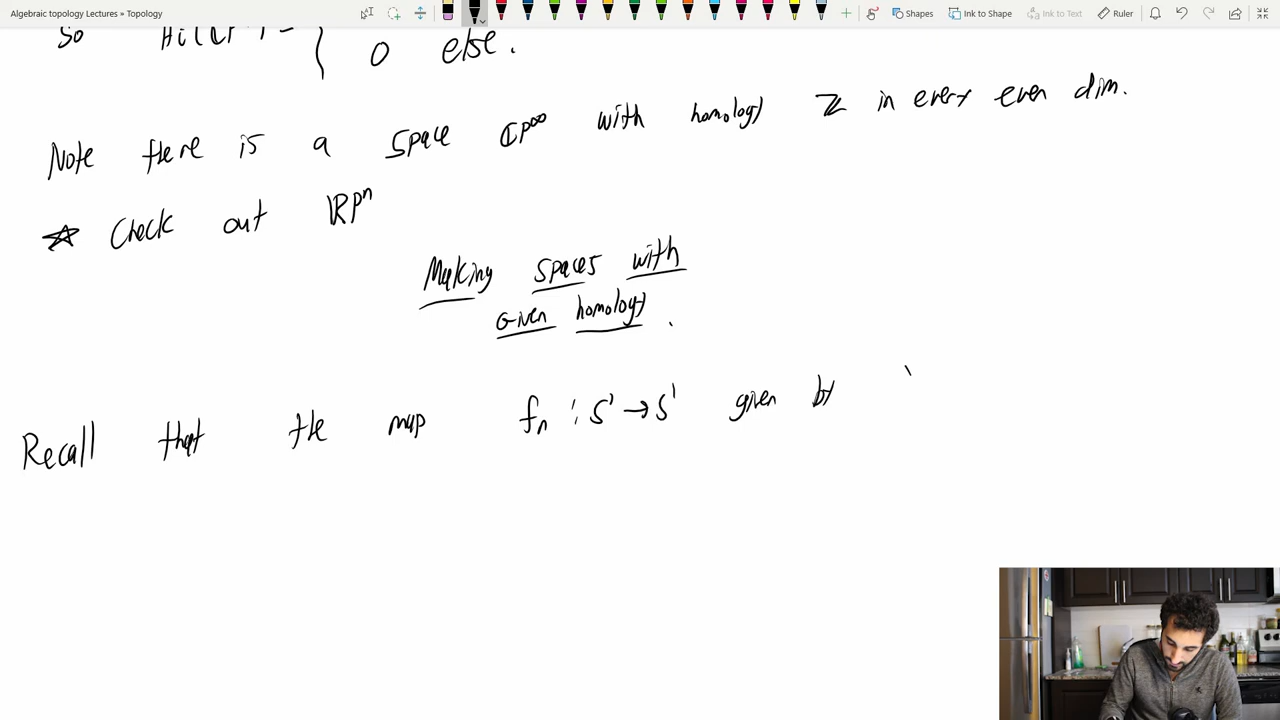 Algebraic topology Lectures » Topology
Shapes Ink to Shape Ink to Text Ruler
So
0 else.
Note there is a space ℂP^∞ with homology ℤ in every even dim.
☆ Check out ℝP^n
Making spaces with
Given homology.
Recall that the map f_n : S^1 → S^1 given by